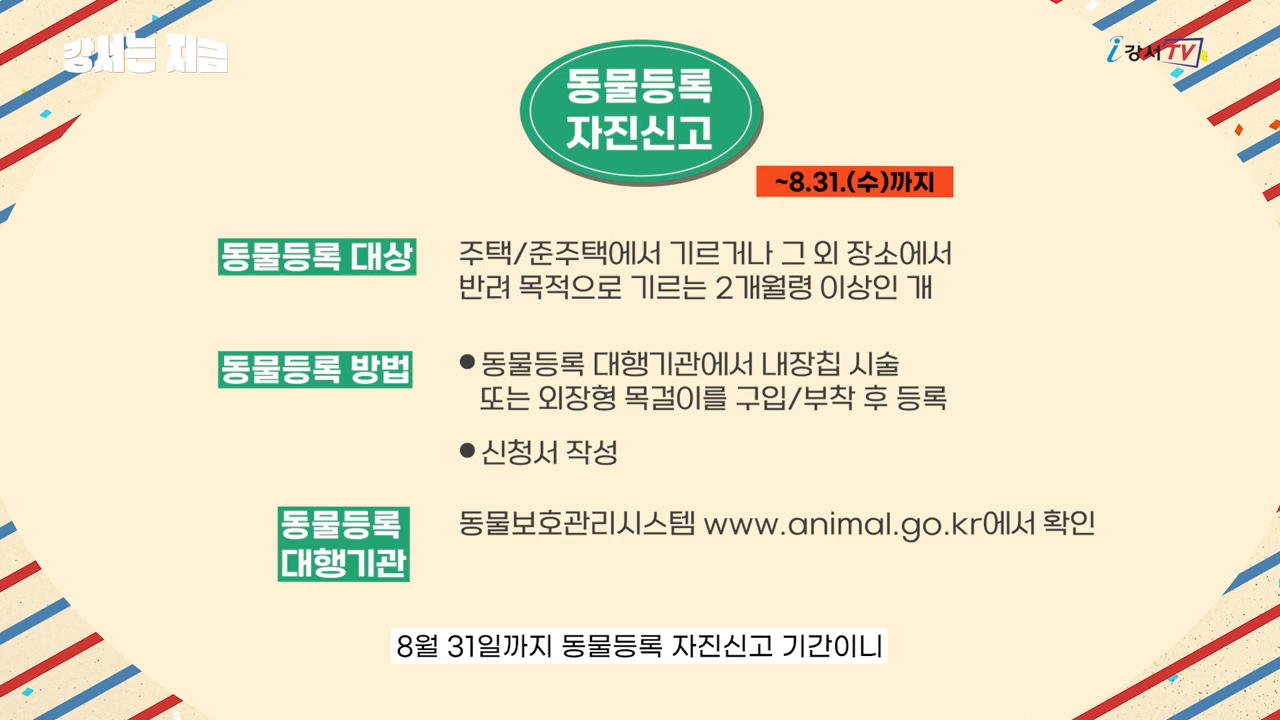 강서는 지금
i 강서 TV
동물등록
자진신고
~8.31.(수)까지
동물등록 대상
주택/준주택에서 기르거나 그 외 장소에서
반려 목적으로 기르는 2개월령 이상인 개
동물등록 방법
● 동물등록 대행기관에서 내장칩 시술
또는 외장형 목걸이를 구입/부착 후 등록
● 신청서 작성
동물등록
대행기관
동물보호관리시스템 www.animal.go.kr에서 확인
8월 31일까지 동물등록 자진신고 기간이니